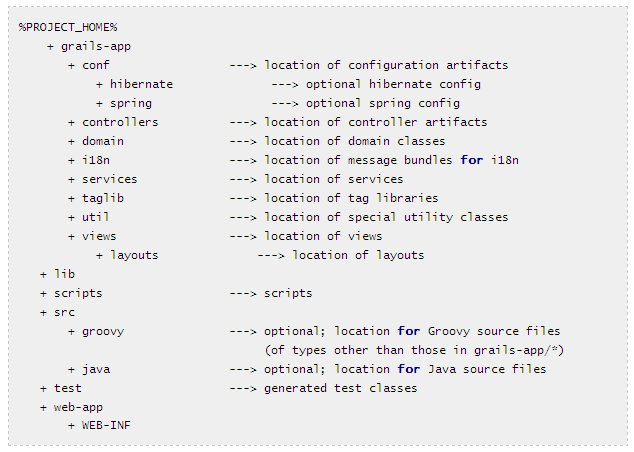 %PROJECT_HOME%
+ grails-app
+ conf ---> location of configuration artifacts
+ hibernate ---> optional hibernate config
+ spring ---> optional spring config
+ controllers ---> location of controller artifacts
+ domain ---> location of domain classes
+ i18n ---> location of message bundles for i18n
+ services ---> location of services
+ taglib ---> location of tag libraries
+ util ---> location of special utility classes
+ views ---> location of views
+ layouts ---> location of layouts
+ lib
+ scripts ---> scripts
+ src
+ groovy ---> optional; location for Groovy source files
(of types other than those in grails-app/*)
+ java ---> optional; location for Java source files
+ test ---> generated test classes
+ web-app
+ WEB-INF